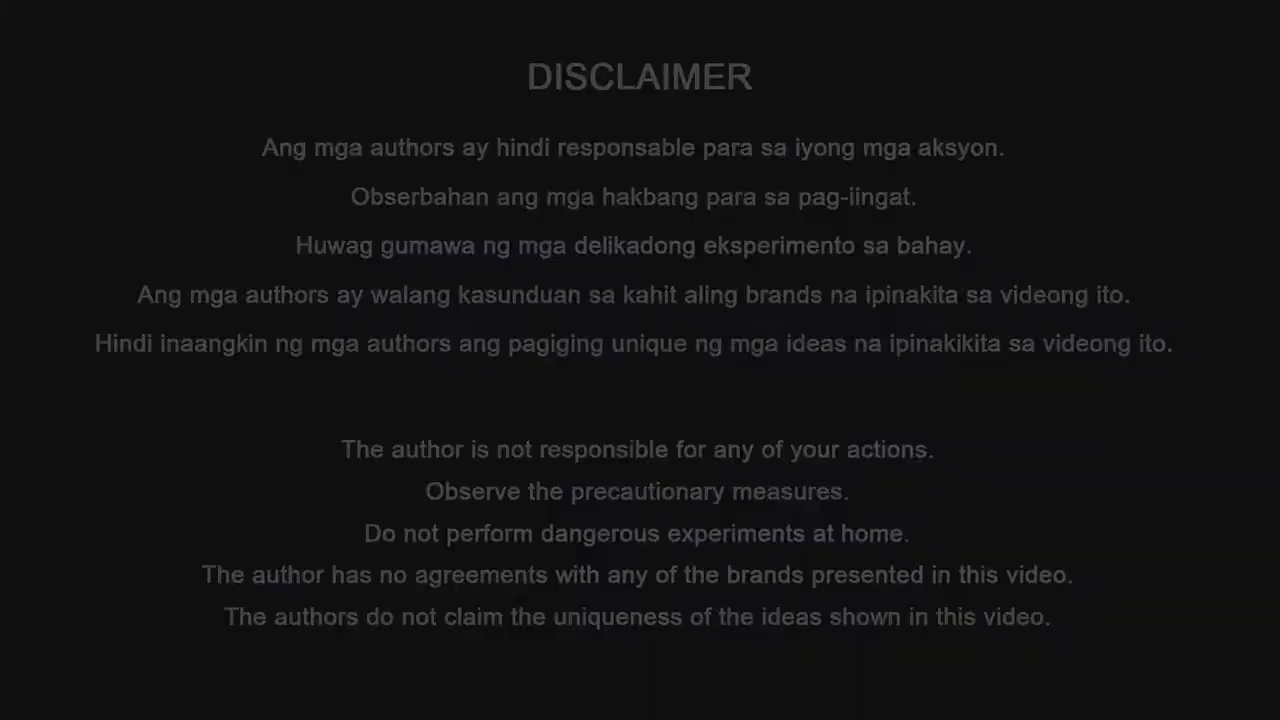 DISCLAIMER
Ang mga authors ay hindi responsable para sa iyong mga aksyon.
Obserbahan ang mga hakbang para sa pag-iingat.
Huwag gumawa ng mga delikadong eksperimento sa bahay.
Ang mga authors ay walang kasunduan sa kahit aling brands na ipinakita sa videong ito.
Hindi inaangkin ng mga authors ang pagiging unique ng mga ideas na ipinakikita sa videong ito.
The author is not responsible for any of your actions.
Observe the precautionary measures.
Do not perform dangerous experiments at home.
The author has no agreements with any of the brands presented in this video.
The authors do not claim the uniqueness of the ideas shown in this video.